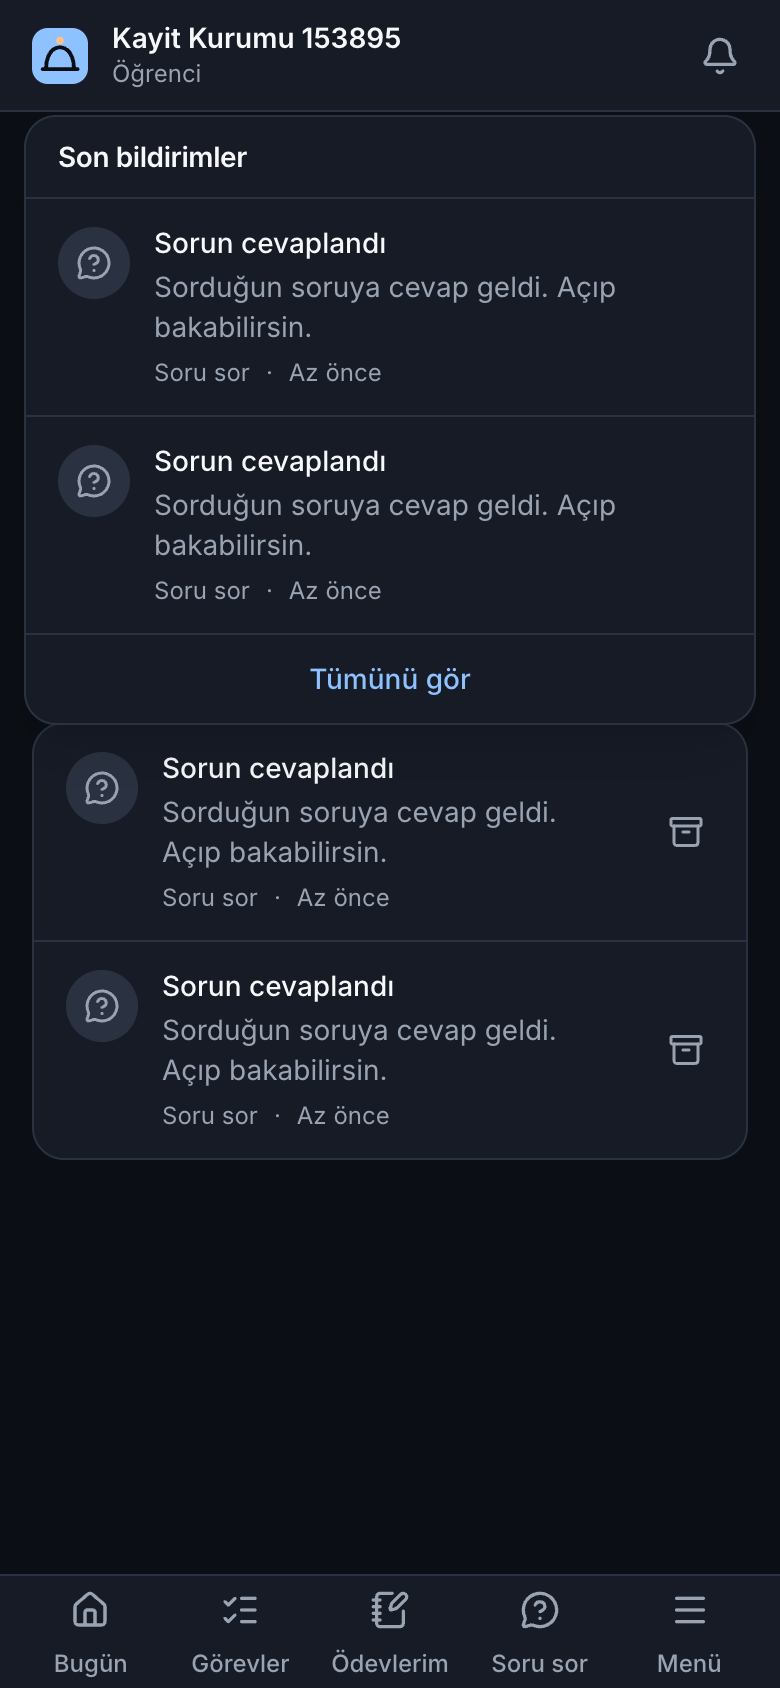 Kayit Kurumu 153895
Öğrenci
Son bildirimler
Sorun cevaplandı
Sorduğun soruya cevap geldi. Açıp
bakabilirsin.
Soru sor · Az önce
Sorun cevaplandı
Sorduğun soruya cevap geldi. Açıp
bakabilirsin.
Soru sor · Az önce
Tümünü gör
Sorun cevaplandı
Sorduğun soruya cevap geldi.
Açıp bakabilirsin.
Soru sor · Az önce
Sorun cevaplandı
Sorduğun soruya cevap geldi.
Açıp bakabilirsin.
Soru sor · Az önce
Bugün Görevler Ödevlerim Soru sor Menü